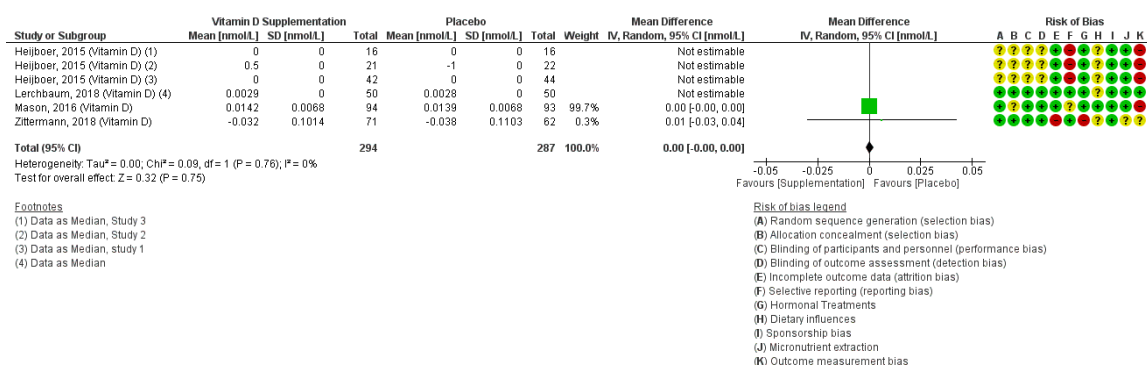 Vitamin D Supplementation Placebo Mean Difference Mean Difference Risk of Bias
Study or Subgroup Mean [nmol/L] SD [nmol/L] Total Mean [nmol/L] SD [nmol/L] Total Weight IV, Random, 95% CI [nmol/L] IV, Random, 95% CI [nmol/L] A B C D E F G H I J K
Heijboer, 2015 (Vitamin D) (1) 0 0 16 0 0 16 Not estimable ? ? ? ? + − + ? + + −
Heijboer, 2015 (Vitamin D) (2) 0.5 0 21 -1 0 22 Not estimable ? ? ? ? + − + ? + + −
Heijboer, 2015 (Vitamin D) (3) 0 0 42 0 0 44 Not estimable ? ? ? ? + − + ? + + −
Lerchbaum, 2018 (Vitamin D) (4) 0.0029 0 50 0.0028 0 50 Not estimable + + + + + + + + + + −
Mason, 2016 (Vitamin D) 0.0142 0.0068 94 0.0139 0.0068 93 99.7% 0.00 [-0.00, 0.00] + ? + + + ? + + + + −
Zittermann, 2018 (Vitamin D) -0.032 0.1014 71 -0.038 0.1103 62 0.3% 0.01 [-0.03, 0.04] + + + + − + − ? + ? ?
Total (95% CI) 294 287 100.0% 0.00 [-0.00, 0.00]
Heterogeneity: Tau² = 0.00; Chi² = 0.09, df = 1 (P = 0.76); I² = 0%
Test for overall effect: Z = 0.32 (P = 0.75)
-0.05 -0.025 0 0.025 0.05
Favours [Supplementation] Favours [Placebo]
Footnotes
(1) Data as Median, Study 3
(2) Data as Median, Study 2
(3) Data as Median, study 1
(4) Data as Median
Risk of bias legend
(A) Random sequence generation (selection bias)
(B) Allocation concealment (selection bias)
(C) Blinding of participants and personnel (performance bias)
(D) Blinding of outcome assessment (detection bias)
(E) Incomplete outcome data (attrition bias)
(F) Selective reporting (reporting bias)
(G) Hormonal Treatments
(H) Dietary influences
(I) Sponsorship bias
(J) Micronutrient extraction
(K) Outcome measurement bias